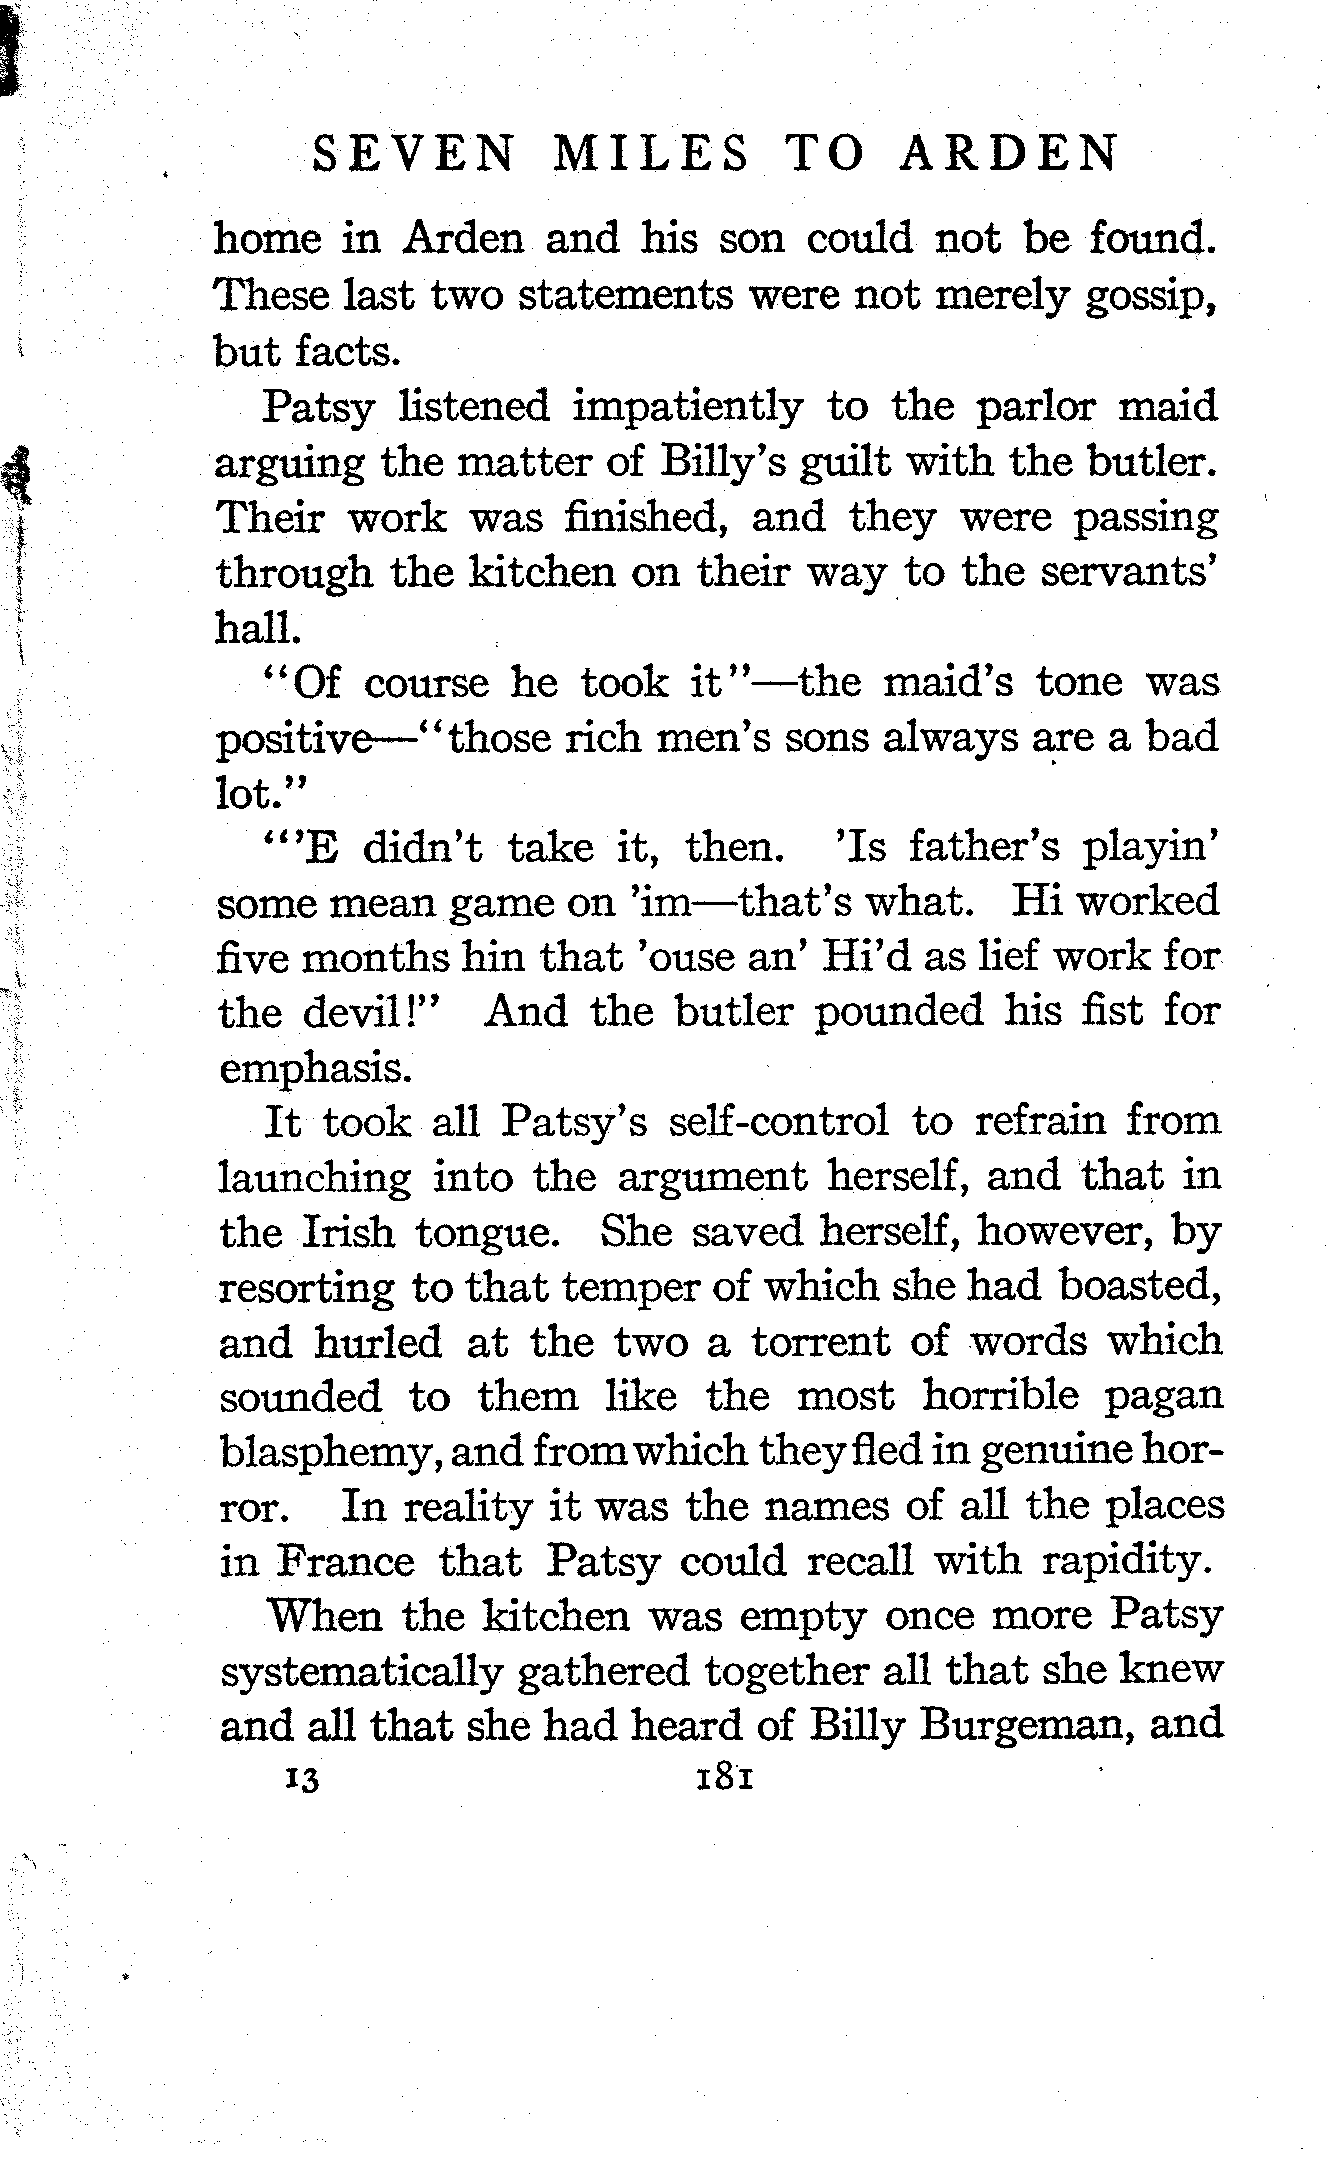 SEVEN MILES TO ARDEN
home in Arden and his son could not be found.
These last two statements were not merely gossip,
but facts.
Patsy listened impatiently to the parlor maid
arguing the matter of Billy's guilt with the butler.
Their work was finished, and they were passing
through the kitchen on their way to the servants'
hall.
“Of course he took it”—the maid's tone was
positive—“those rich men's sons always are a bad
lot.”
“'E didn't take it, then. 'Is father's playin'
some mean game on 'im—that's what. Hi worked
five months hin that 'ouse an' Hi'd as lief work for
the devil!” And the butler pounded his fist for
emphasis.
It took all Patsy's self-control to refrain from
launching into the argument herself, and that in
the Irish tongue. She saved herself, however, by
resorting to that temper of which she had boasted,
and hurled at the two a torrent of words which
sounded to them like the most horrible pagan
blasphemy, and from which they fled in genuine hor-
ror. In reality it was the names of all the places
in France that Patsy could recall with rapidity.
When the kitchen was empty once more Patsy
systematically gathered together all that she knew
and all that she had heard of Billy Burgeman, and
13 181